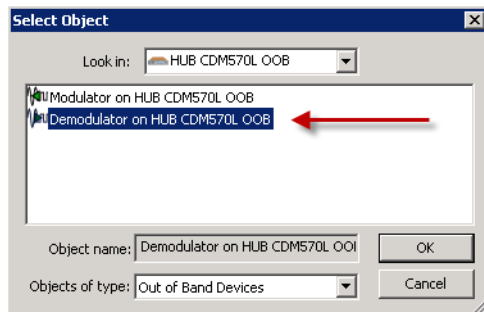 Select Object
Look in: HUB CDM570L OOB
Modulator on HUB CDM570L OOB
Demodulator on HUB CDM570L OOB
Object name: Demodulator on HUB CDM570L OOI
OK
Objects of type: Out of Band Devices
Cancel